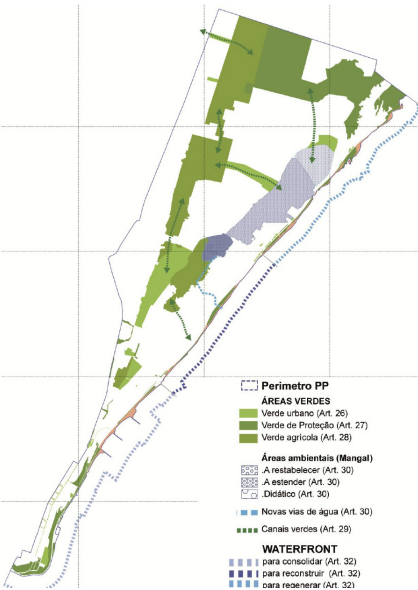 Perimetro PP
ÁREAS VERDES
Verde urbano (Art. 26)
Verde de Proteção (Art. 27)
Verde agrícola (Art. 28)
Áreas ambientais (Mangal)
.A restabelecer (Art. 30)
.A estender (Art. 30)
.Didático (Art. 30)
Novas vias de água (Art. 30)
Canais verdes (Art. 29)
WATERFRONT
para consolidar (Art. 32)
para reconstruir (Art. 32)
para regenerar (Art. 32)